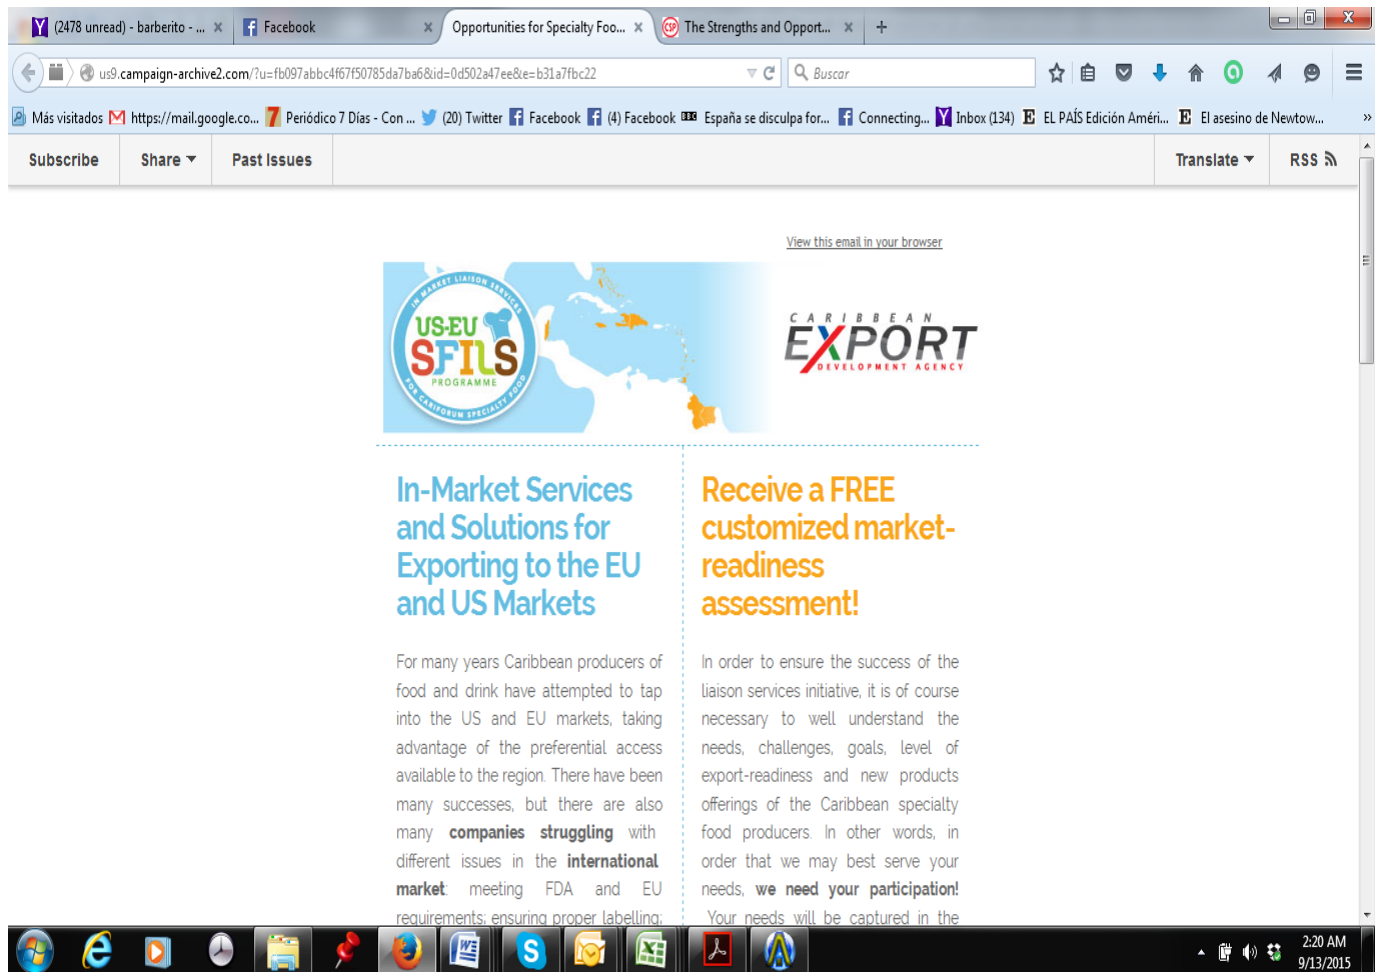 (2478 unread) - barberito - ...
Facebook
Opportunities for Specialty Foo...
The Strengths and Opport...
us9.campaign-archive2.com/?u=fb097abbc4f67f50785da7ba6&id=0d502a47ee&e=b31a7fbc22
Buscar
Más visitados
https://mail.google.co...
Periódico 7 Días - Con ...
(20) Twitter
Facebook
(4) Facebook
España se disculpa for...
Connecting...
Inbox (134)
EL PAÍS Edición Améri...
El asesino de Newtow...
Subscribe
Share
Past Issues
Translate
RSS
View this email in your browser
IN MARKET LIAISON SERVICES
US-EU
SFILS
PROGRAMME
FOR CARIFORUM SPECIALTY FOOD
CARIBBEAN
EXPORT
DEVELOPMENT AGENCY
In-Market Services
and Solutions for
Exporting to the EU
and US Markets
For many years Caribbean producers of
food and drink have attempted to tap
into the US and EU markets, taking
advantage of the preferential access
available to the region. There have been
many successes, but there are also
many companies struggling with
different issues in the international
market: meeting FDA and EU
requirements; ensuring proper labelling;
Receive a FREE
customized market-
readiness
assessment!
In order to ensure the success of the
liaison services initiative, it is of course
necessary to well understand the
needs, challenges, goals, level of
export-readiness and new products
offerings of the Caribbean specialty
food producers. In other words, in
order that we may best serve your
needs, we need your participation!
Your needs will be captured in the
2:20 AM
9/13/2015